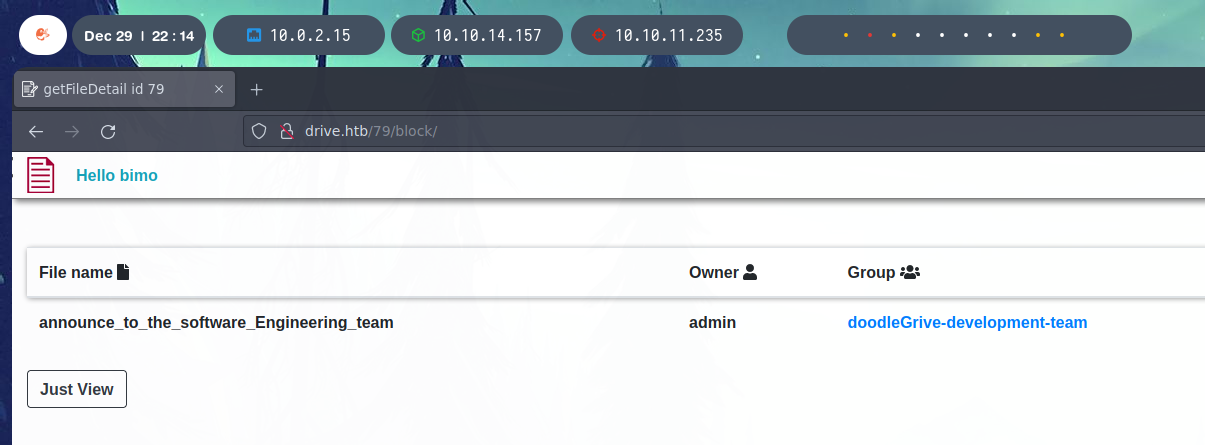 Dec 29 | 22:14 10.0.2.15 10.10.14.157 10.10.11.235
getFileDetail id 79 × +
drive.htb/79/block/
Hello bimo
File name Owner Group
announce_to_the_software_Engineering_team admin doodleGrive-development-team
Just View